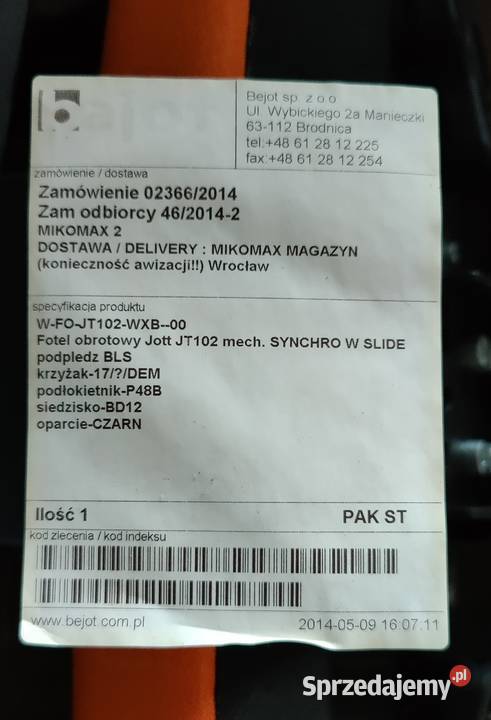 bejot
Bejot sp. z o o
Ul. Wybickiego 2a Manieczki
63-112 Brodnica
tel:+48 61 28 12 225
fax:+48 61 28 12 254
zamówienie / dostawa
Zamówienie 02366/2014
Zam odbiorcy 46/2014-2
MIKOMAX 2
DOSTAWA / DELIVERY : MIKOMAX MAGAZYN
(konieczność awizacji!!) Wrocław
specyfikacja produktu
W-FO-JT102-WXB--00
Fotel obrotowy Jott JT102 mech. SYNCHRO W SLIDE
podpledz BLS
krzyżak-17/?/DEM
podłokietnik-P48B
siedzisko-BD12
oparcie-CZARN
Ilość 1 PAK ST
kod zlecenia / kod indeksu
www.bejot.com.pl 2014-05-09 16:07.11
Sprzedajemy.pl